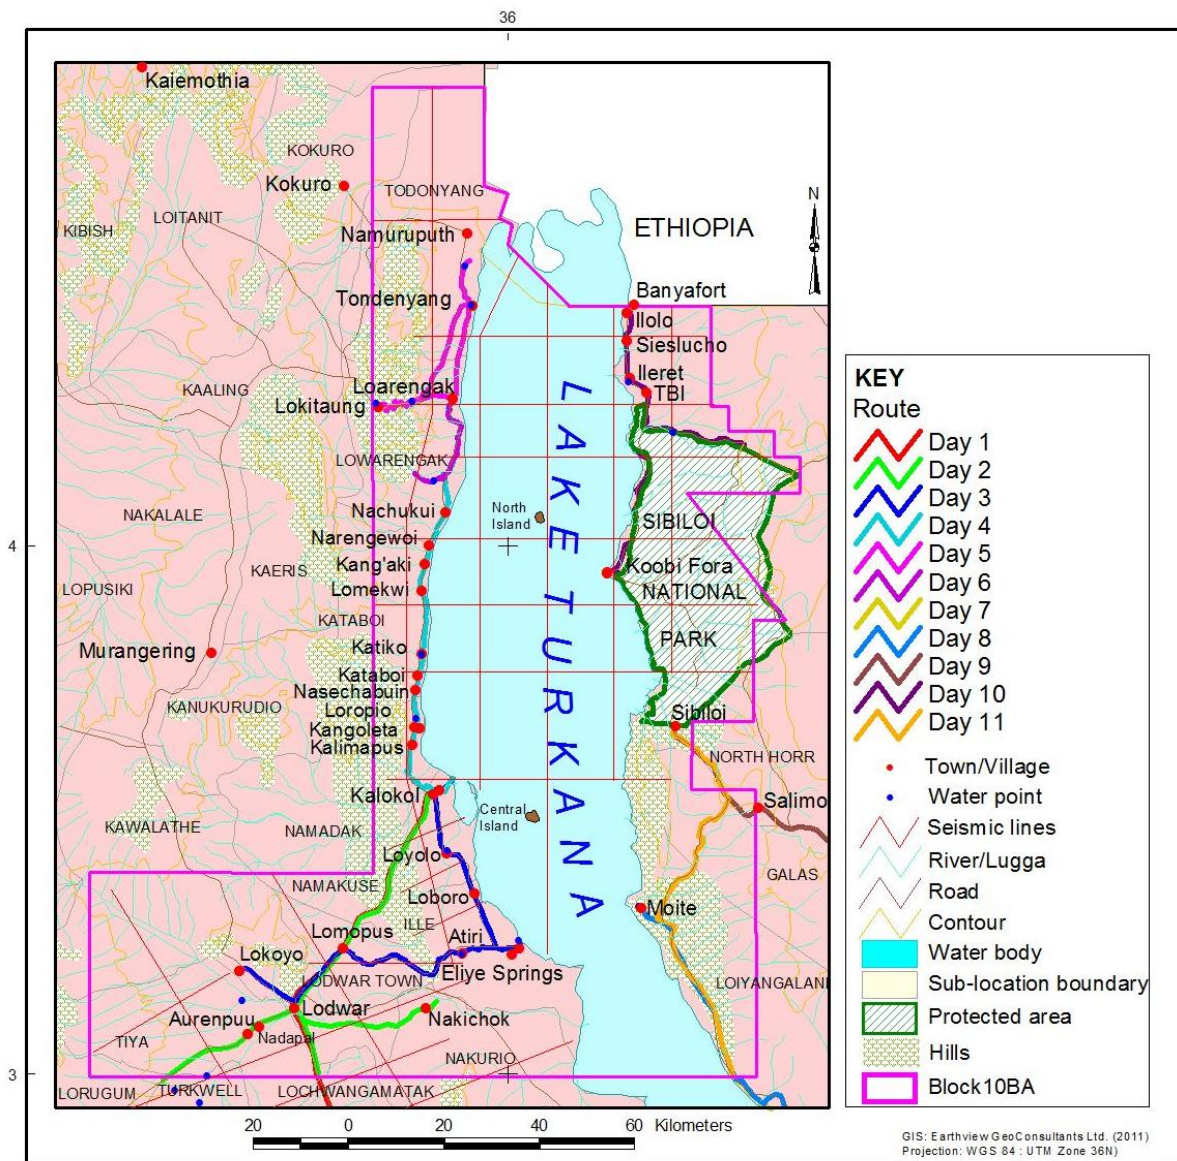 36
Kaiemothia
KOKURO
Kokuro
TODONYANG
LOITANIT
KIBISH
Namuruputh
ETHIOPIA
N
Tondenyang
Banyafort
Ilolo
Sieslucho
Ileret
TBI
KAALING
Loarengak
Lokitaung
LOWARENGAK
LAKE TURKANA
NAKALALE
Nachukui
North
Island
SIBILOI
4
Narengewoi
Kang'aki
KAERIS
LOPUSIKI
Lomekwi
Koobi Fora
NATIONAL
KATABOI
PARK
Murangering
Katiko
Kataboi
Nasechabuin
KANUKURUDIO
Loropio
Sibiloi
Kangoleta
Kalimapus
NORTH HORR
Kalokol
Salimo
Central
Island
KAWALATHE
NAMADAK
Loyolo
GALAS
NAMAKUSE
Loboro
Moite
ILLE
Lomopus
Atiri
Lokoyo
Eliye Springs
LODWAR TOWN
LOIYANGALANI
Lodwar
Aurenpuu
Nakichok
Nadapal
TIYA
NAKURIO
3
LORUGUM
TURKWELL
LOCHWANGAMATAK
20 0 20 40 60 Kilometers
KEY
Route
Day 1
Day 2
Day 3
Day 4
Day 5
Day 6
Day 7
Day 8
Day 9
Day 10
Day 11
Town/Village
Water point
Seismic lines
River/Lugga
Road
Contour
Water body
Sub-location boundary
Protected area
Hills
Block10BA
GIS: Earthview GeoConsultants Ltd. (2011)
Projection: WGS 84 : UTM Zone 36N)